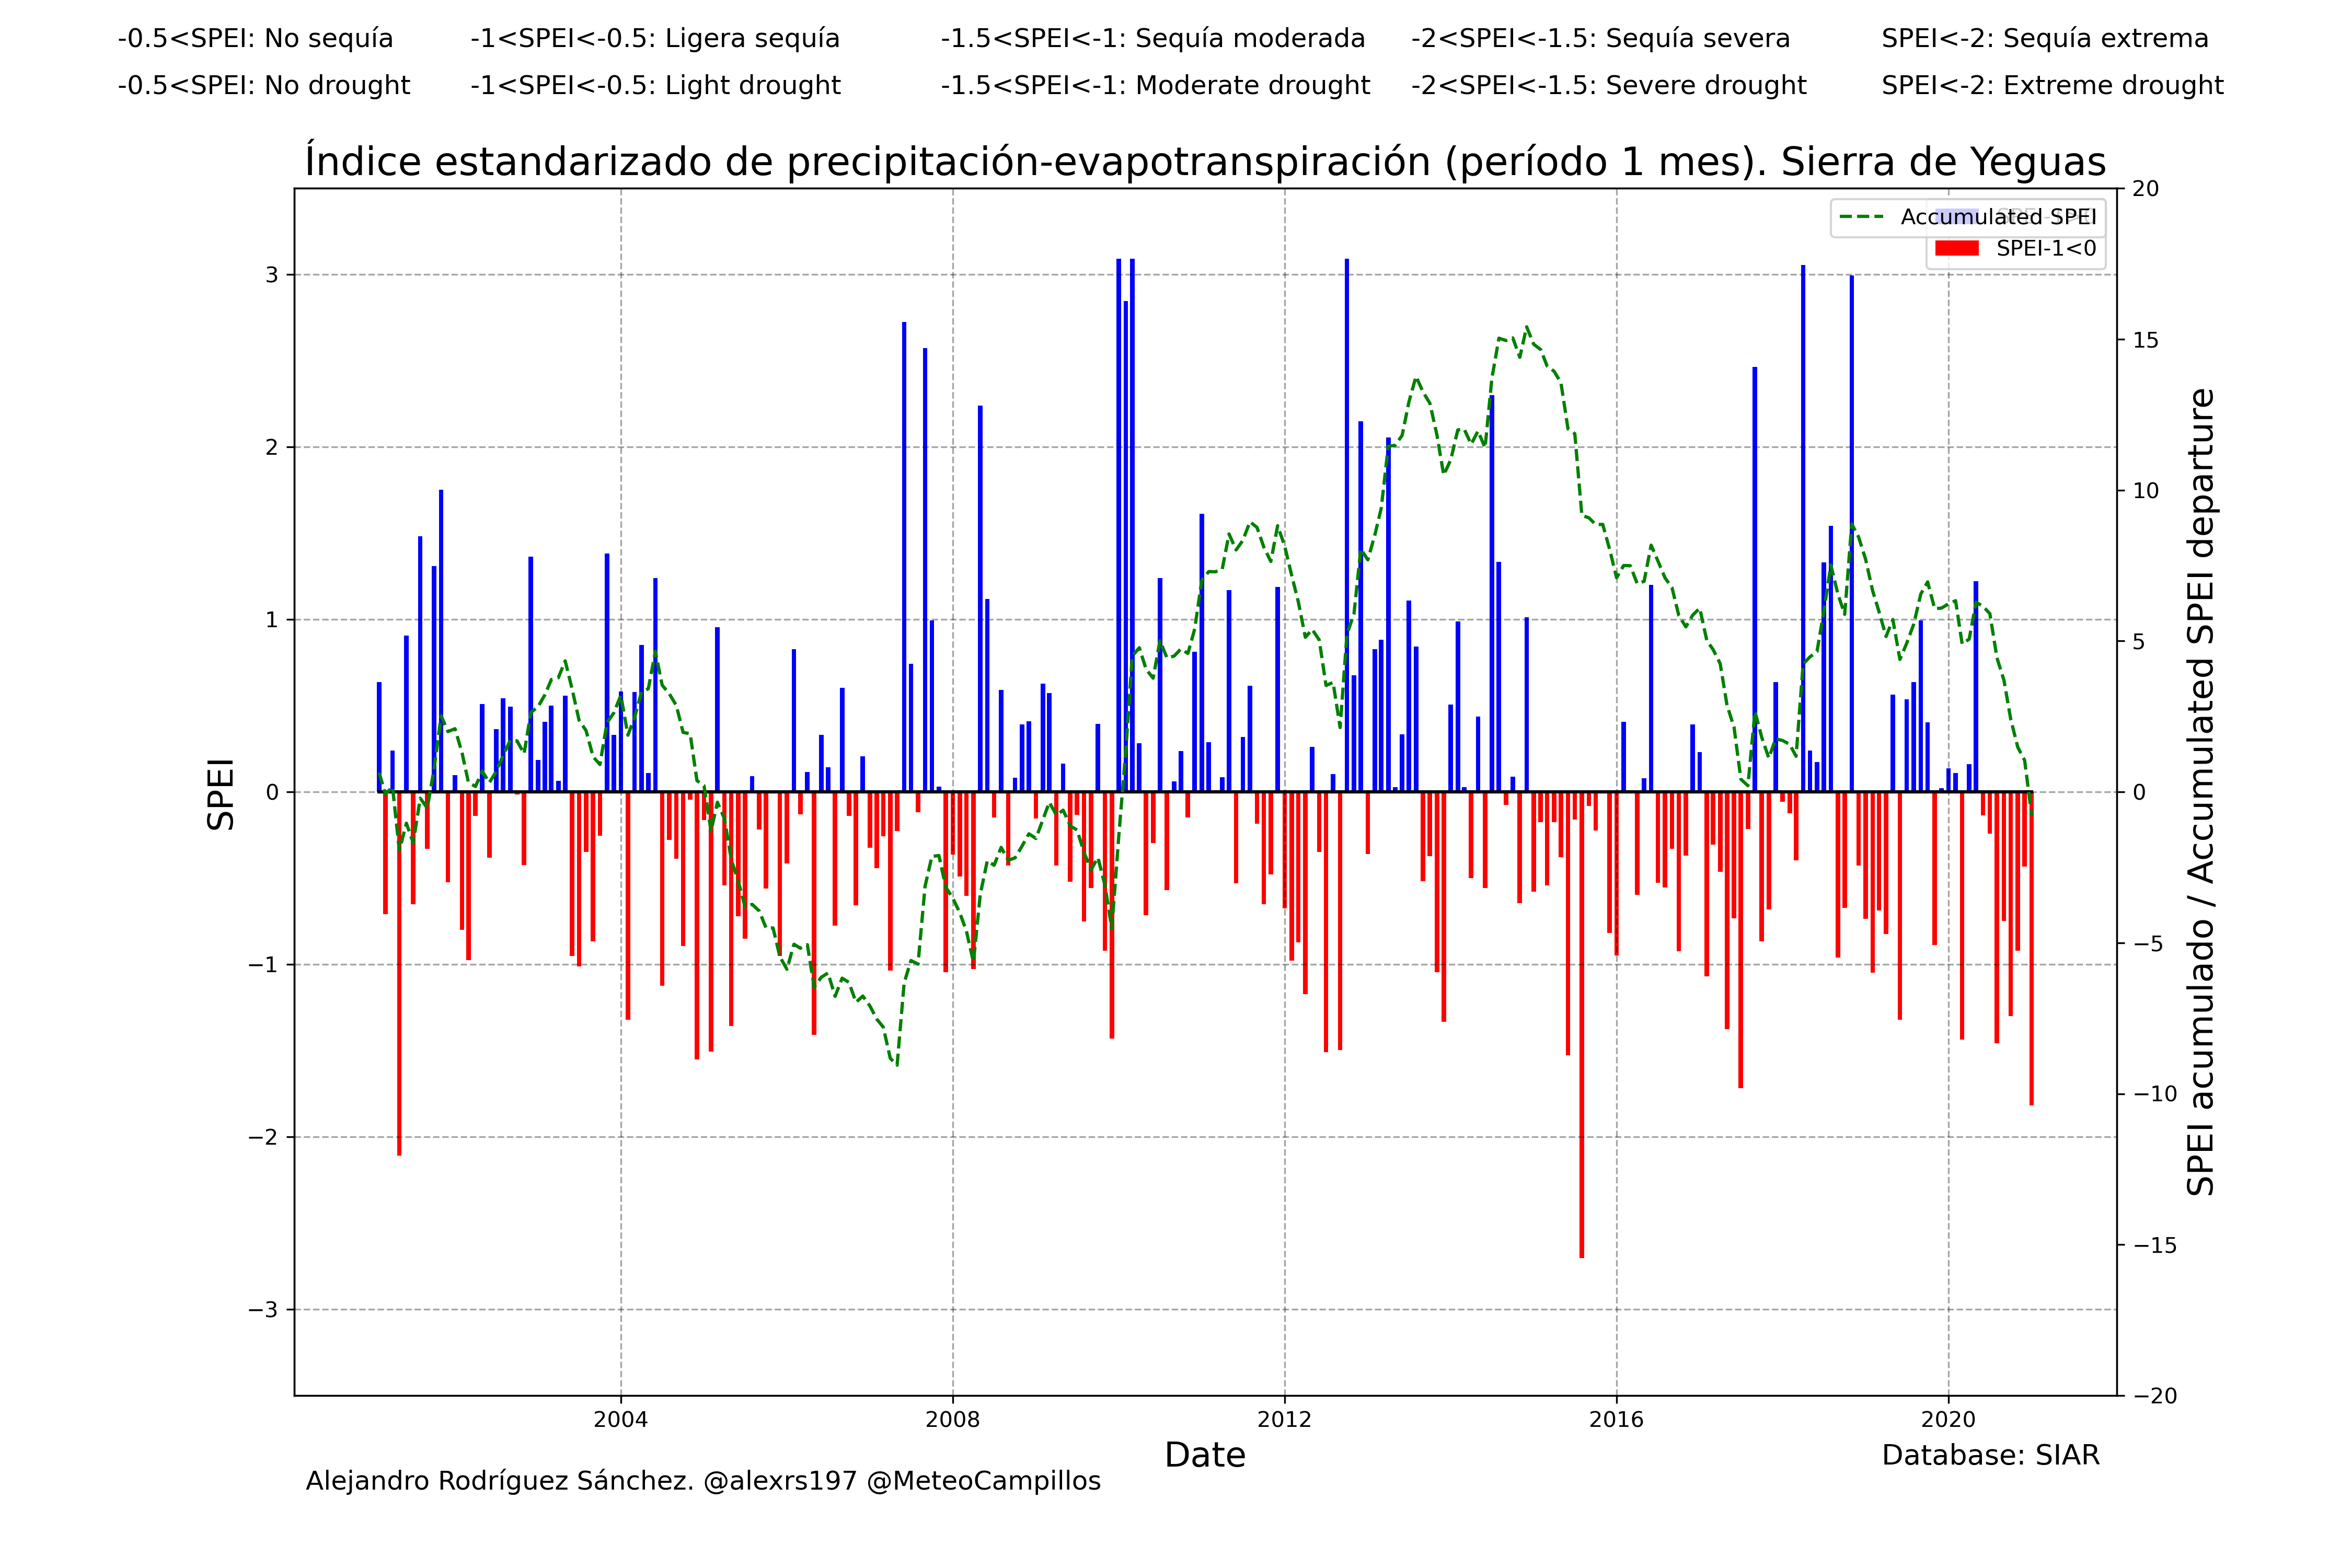 -0.5<SPEI: No sequía
-1<SPEI<-0.5: Ligera sequía
-1.5<SPEI<-1: Sequía moderada
-2<SPEI<-1.5: Sequía severa
SPEI<-2: Sequía extrema
-0.5<SPEI: No drought
-1<SPEI<-0.5: Light drought
-1.5<SPEI<-1: Moderate drought
-2<SPEI<-1.5: Severe drought
SPEI<-2: Extreme drought
Índice estandarizado de precipitación-evapotranspiración (período 1 mes). Sierra de Yeguas
Accumulated SPEI
SPEI-1<0
SPEI
3
2
1
0
−1
−2
−3
20
15
10
5
0
−5
−10
−15
−20
SPEI acumulado / Accumulated SPEI departure
2004
2008
2012
2016
2020
Date
Database: SIAR
Alejandro Rodríguez Sánchez. @alexrs197 @MeteoCampillos